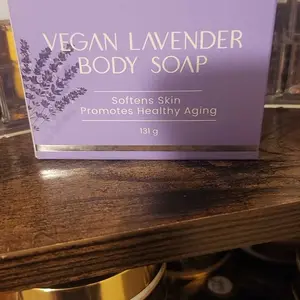 VEGAN LAVENDER
BODY SOAP
Softens Skin
Promotes Healthy Aging
131 g